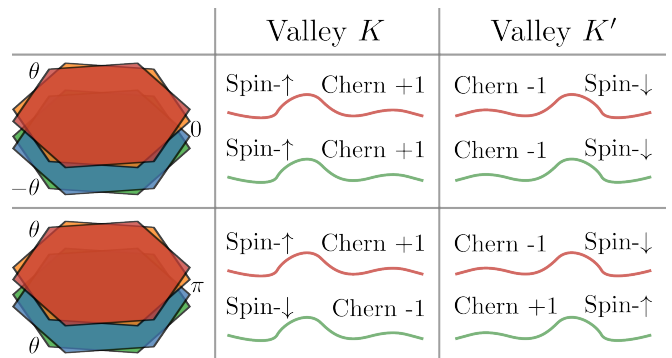 Valley K Valley K′
θ Spin-↑ Chern +1 Chern -1 Spin-↓
0
−θ Spin-↑ Chern +1 Chern -1 Spin-↓
θ Spin-↑ Chern +1 Chern -1 Spin-↓
π
θ Spin-↓ Chern -1 Chern +1 Spin-↑